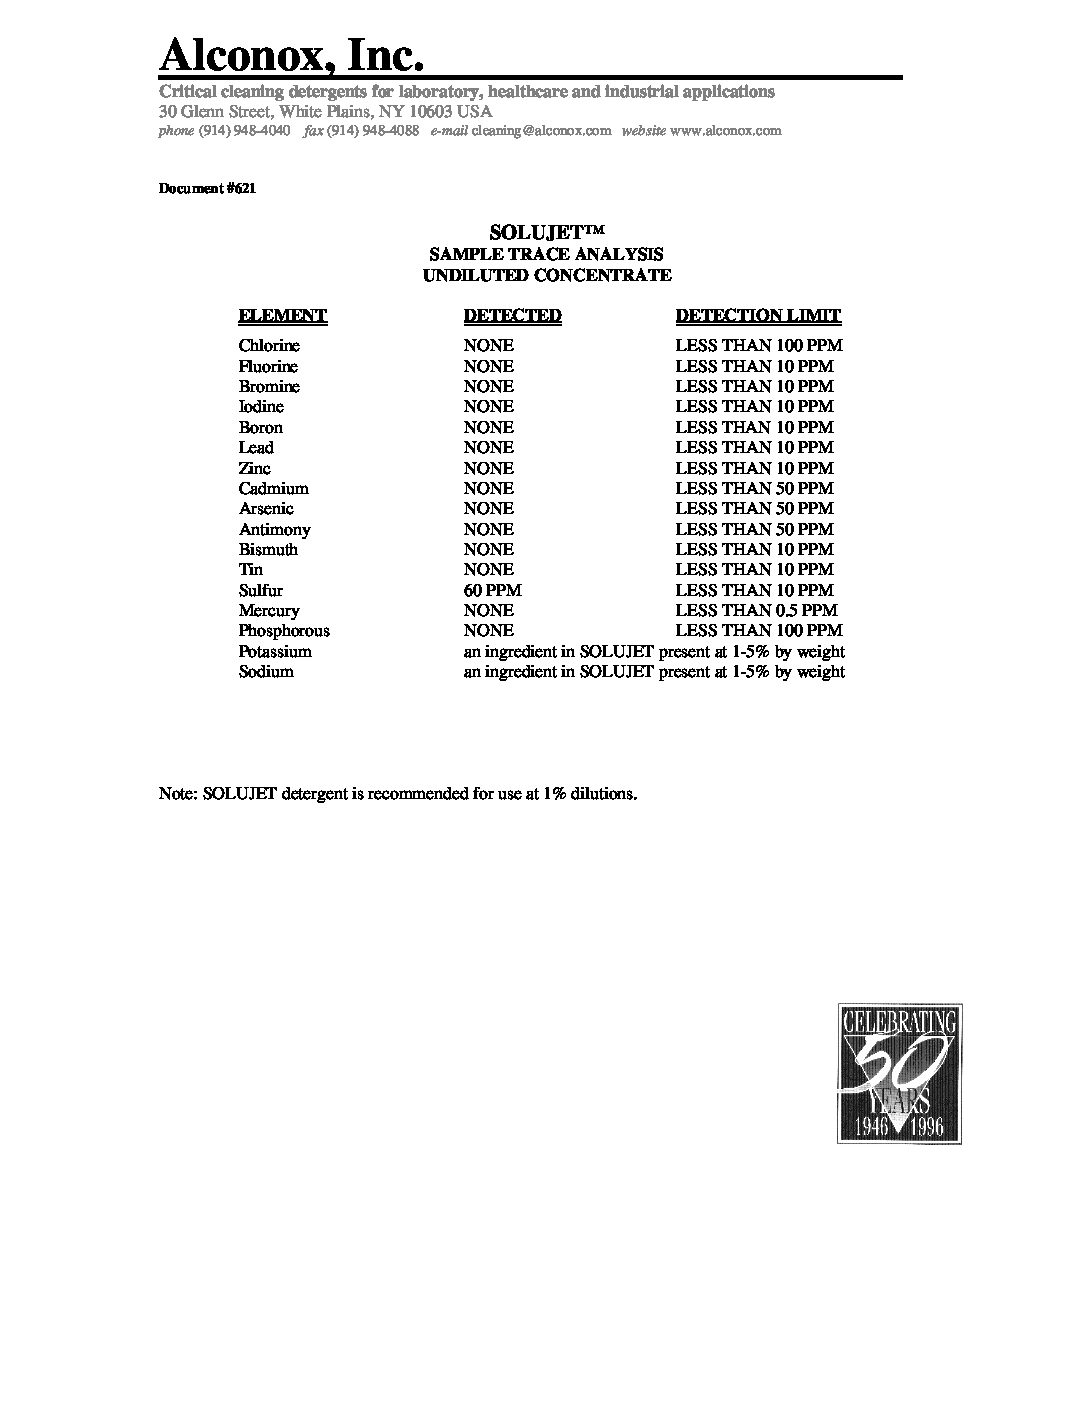 Alconox, Inc.
Critical cleaning detergents for laboratory, healthcare and industrial applications
30 Glenn Street, White Plains, NY 10603 USA
phone (914) 948-4040 fax (914) 948-4088 e-mail cleaning@alconox.com website www.alconox.com
Document #621
SOLUJET™
SAMPLE TRACE ANALYSIS
UNDILUTED CONCENTRATE
ELEMENT DETECTED DETECTION LIMIT
Chlorine NONE LESS THAN 100 PPM
Fluorine NONE LESS THAN 10 PPM
Bromine NONE LESS THAN 10 PPM
Iodine NONE LESS THAN 10 PPM
Boron NONE LESS THAN 10 PPM
Lead NONE LESS THAN 10 PPM
Zinc NONE LESS THAN 10 PPM
Cadmium NONE LESS THAN 50 PPM
Arsenic NONE LESS THAN 50 PPM
Antimony NONE LESS THAN 50 PPM
Bismuth NONE LESS THAN 10 PPM
Tin NONE LESS THAN 10 PPM
Sulfur 60 PPM LESS THAN 10 PPM
Mercury NONE LESS THAN 0.5 PPM
Phosphorous NONE LESS THAN 100 PPM
Potassium an ingredient in SOLUJET present at 1-5% by weight
Sodium an ingredient in SOLUJET present at 1-5% by weight
Note: SOLUJET detergent is recommended for use at 1% dilutions.
CELEBRATING
50
YEARS
1946 1996